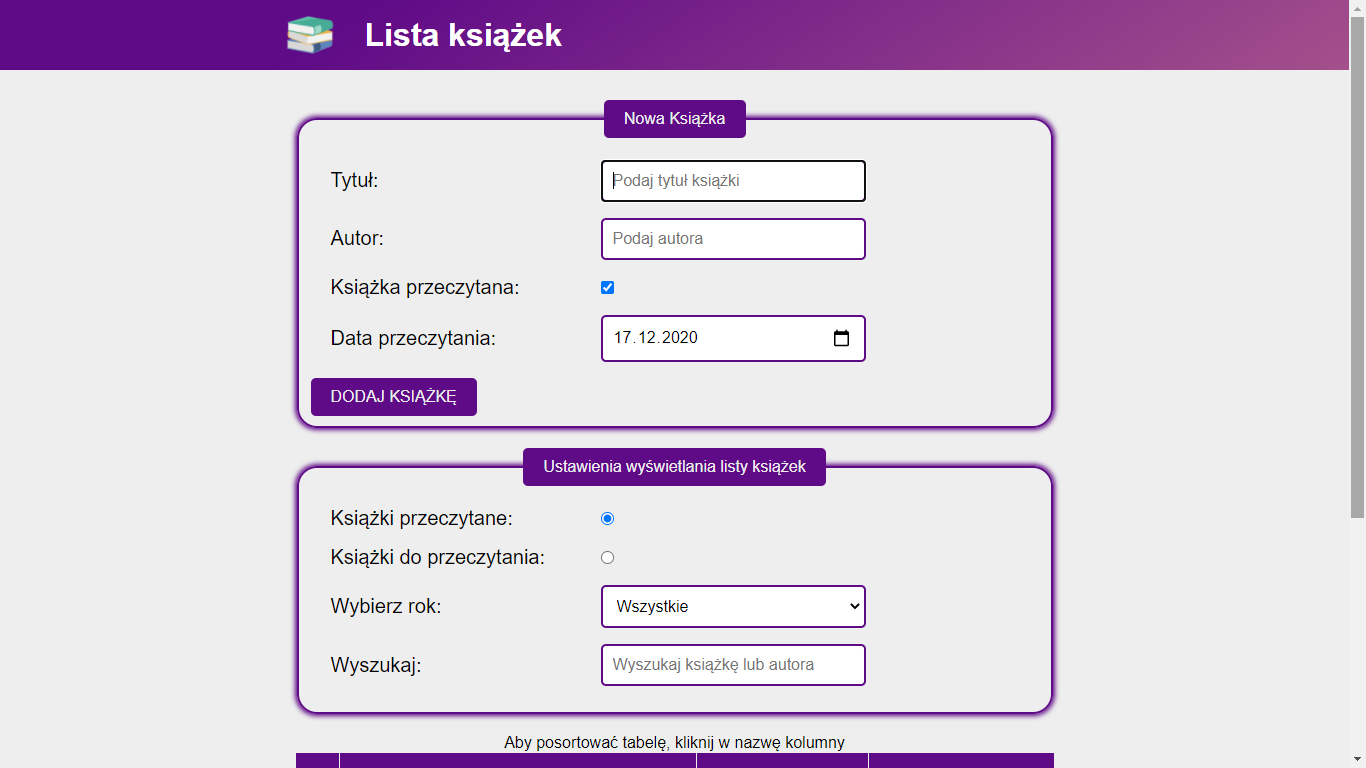 Lista książek
Nowa Książka
Tytuł: Podaj tytuł książki
Autor: Podaj autora
Książka przeczytana:
Data przeczytania: 17.12.2020
DODAJ KSIĄŻKĘ
Ustawienia wyświetlania listy książek
Książki przeczytane:
Książki do przeczytania:
Wybierz rok: Wszystkie
Wyszukaj: Wyszukaj książkę lub autora
Aby posortować tabelę, kliknij w nazwę kolumny